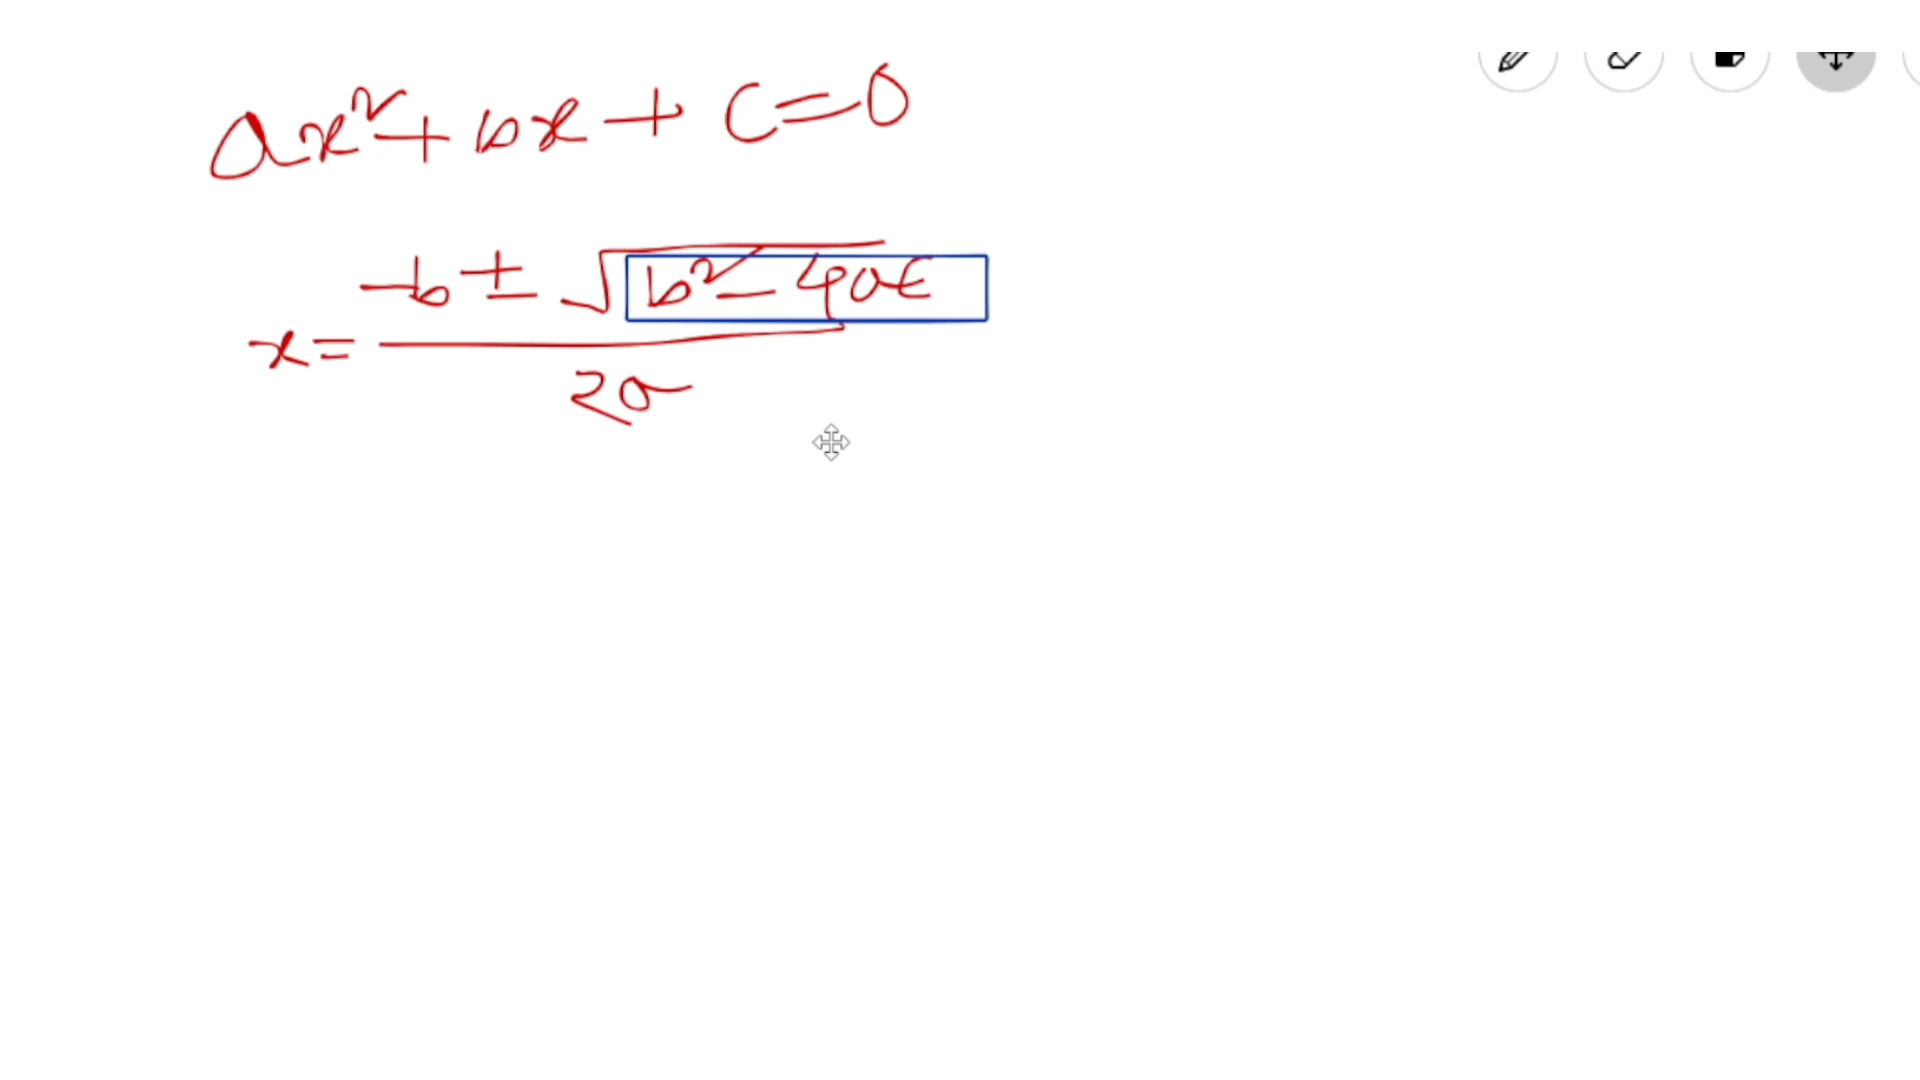 ax² + bx + c = 0
x = (-b ± √(b² - 4ac)) / 2a